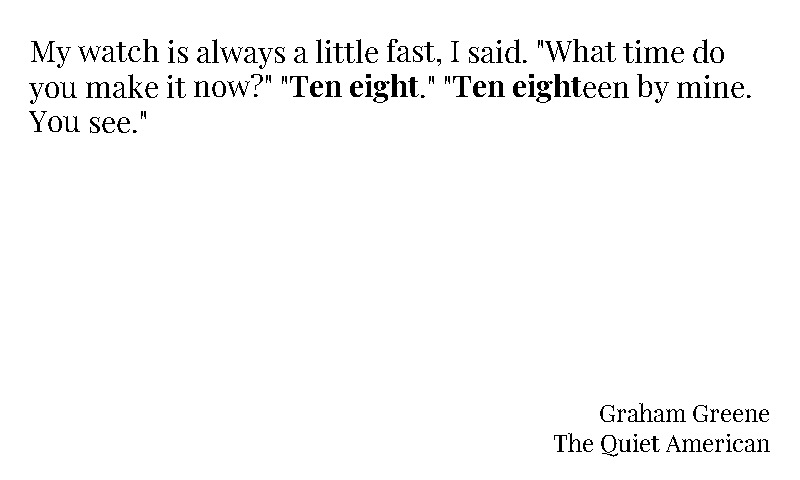 My watch is always a little fast, I said. "What time do
you make it now?" "Ten eight." "Ten eighteen by mine.
You see."
Graham Greene
The Quiet American